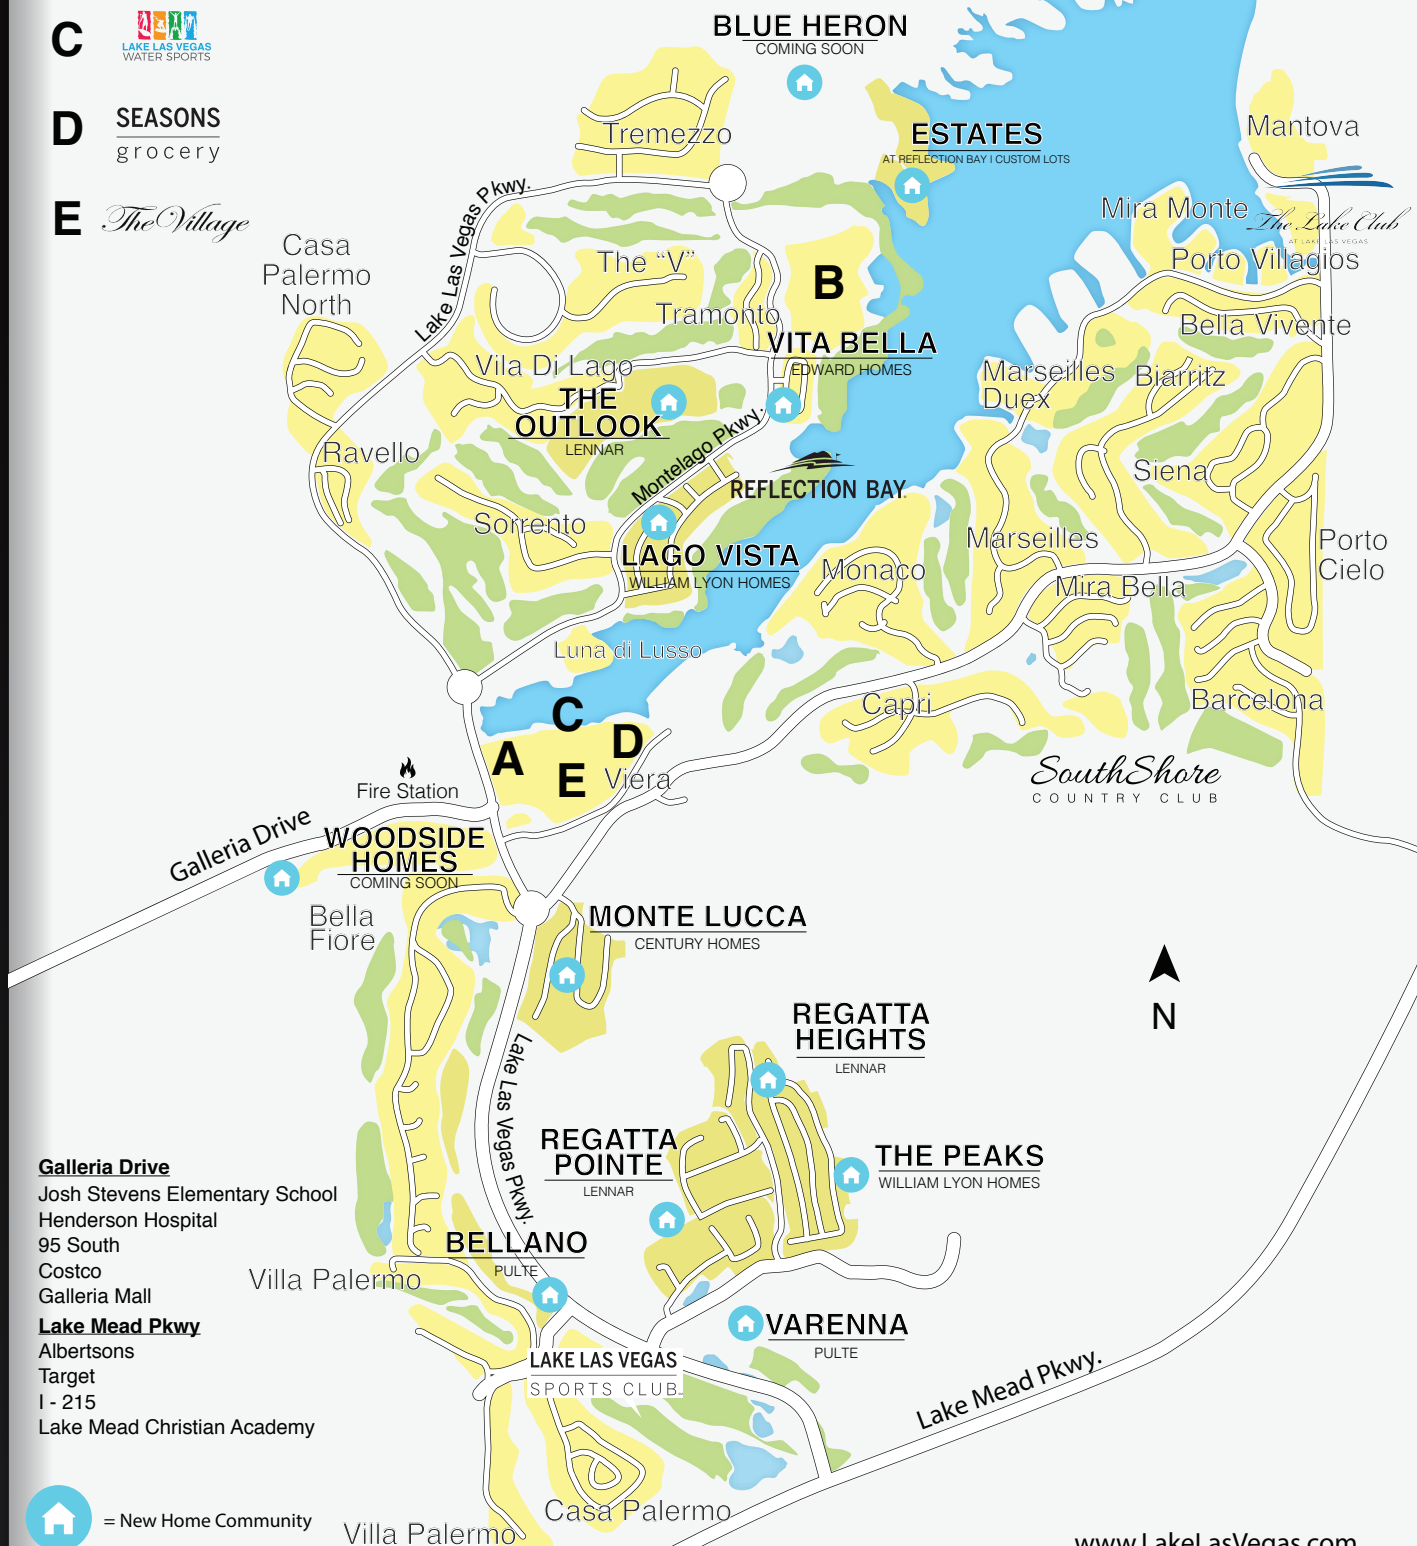 C
LAKE LAS VEGAS
WATER SPORTS
D
SEASONS
grocery
E
The Village
BLUE HERON
COMING SOON
Tremezzo
ESTATES
AT REFLECTION BAY | CUSTOM LOTS
Mantova
Mira Monte
The Lake Club
AT LAKE LAS VEGAS
Porto Villagios
Lake Las Vegas Pkwy.
Casa
Palermo
North
The "V"
B
Tramonto
Bella Vivente
VITA BELLA
EDWARD HOMES
Vila Di Lago
THE
OUTLOOK
LENNAR
Marseilles
Duex
Biarritz
Montelago Pkwy.
Ravello
REFLECTION BAY
Siena
Sorrento
LAGO VISTA
WILLIAM LYON HOMES
Marseilles
Monaco
Mira Bella
Porto
Cielo
Luna di Lusso
C
A
D
E
Viera
Capri
Barcelona
SouthShore
COUNTRY CLUB
Fire Station
Galleria Drive
WOODSIDE
HOMES
COMING SOON
Bella
Fiore
MONTE LUCCA
CENTURY HOMES
N
REGATTA
HEIGHTS
LENNAR
Lake Las Vegas Pkwy.
REGATTA
POINTE
LENNAR
THE PEAKS
WILLIAM LYON HOMES
Galleria Drive
Josh Stevens Elementary School
Henderson Hospital
95 South
Costco
Galleria Mall
Lake Mead Pkwy
Albertsons
Target
I - 215
Lake Mead Christian Academy
BELLANO
PULTE
Villa Palermo
VARENNA
PULTE
LAKE LAS VEGAS
SPORTS CLUB
Lake Mead Pkwy.
Casa Palermo
Villa Palermo
= New Home Community
www.LakeLasVegas.com